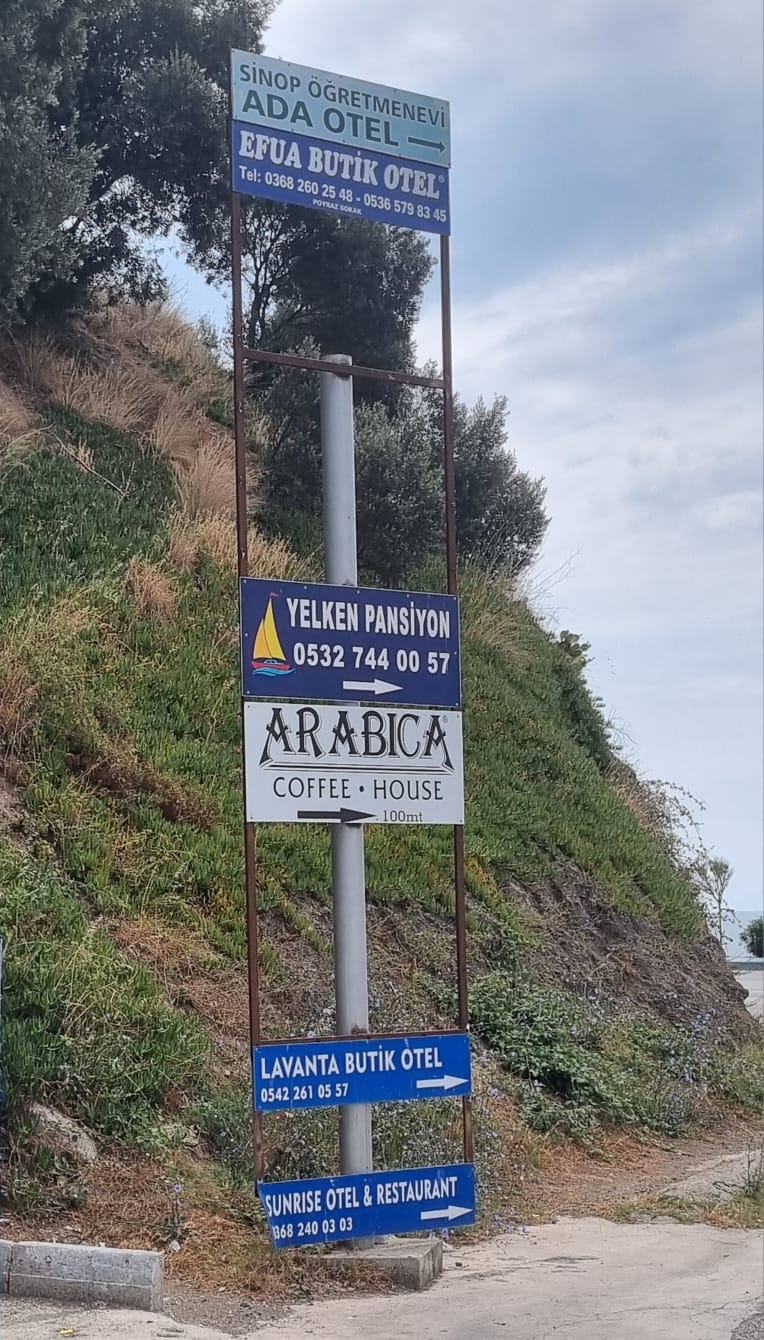 SİNOP ÖĞRETMENEVİ
ADA OTEL
EFUA BUTİK OTEL®
Tel: 0368 260 25 48 - 0536 579 83 45
POYRAZ SOKAK
YELKEN PANSİYON
0532 744 00 57
ARABICA®
COFFEE • HOUSE
100mt
LAVANTA BUTİK OTEL
0542 261 05 57
SUNRISE OTEL & RESTAURANT
368 240 03 03